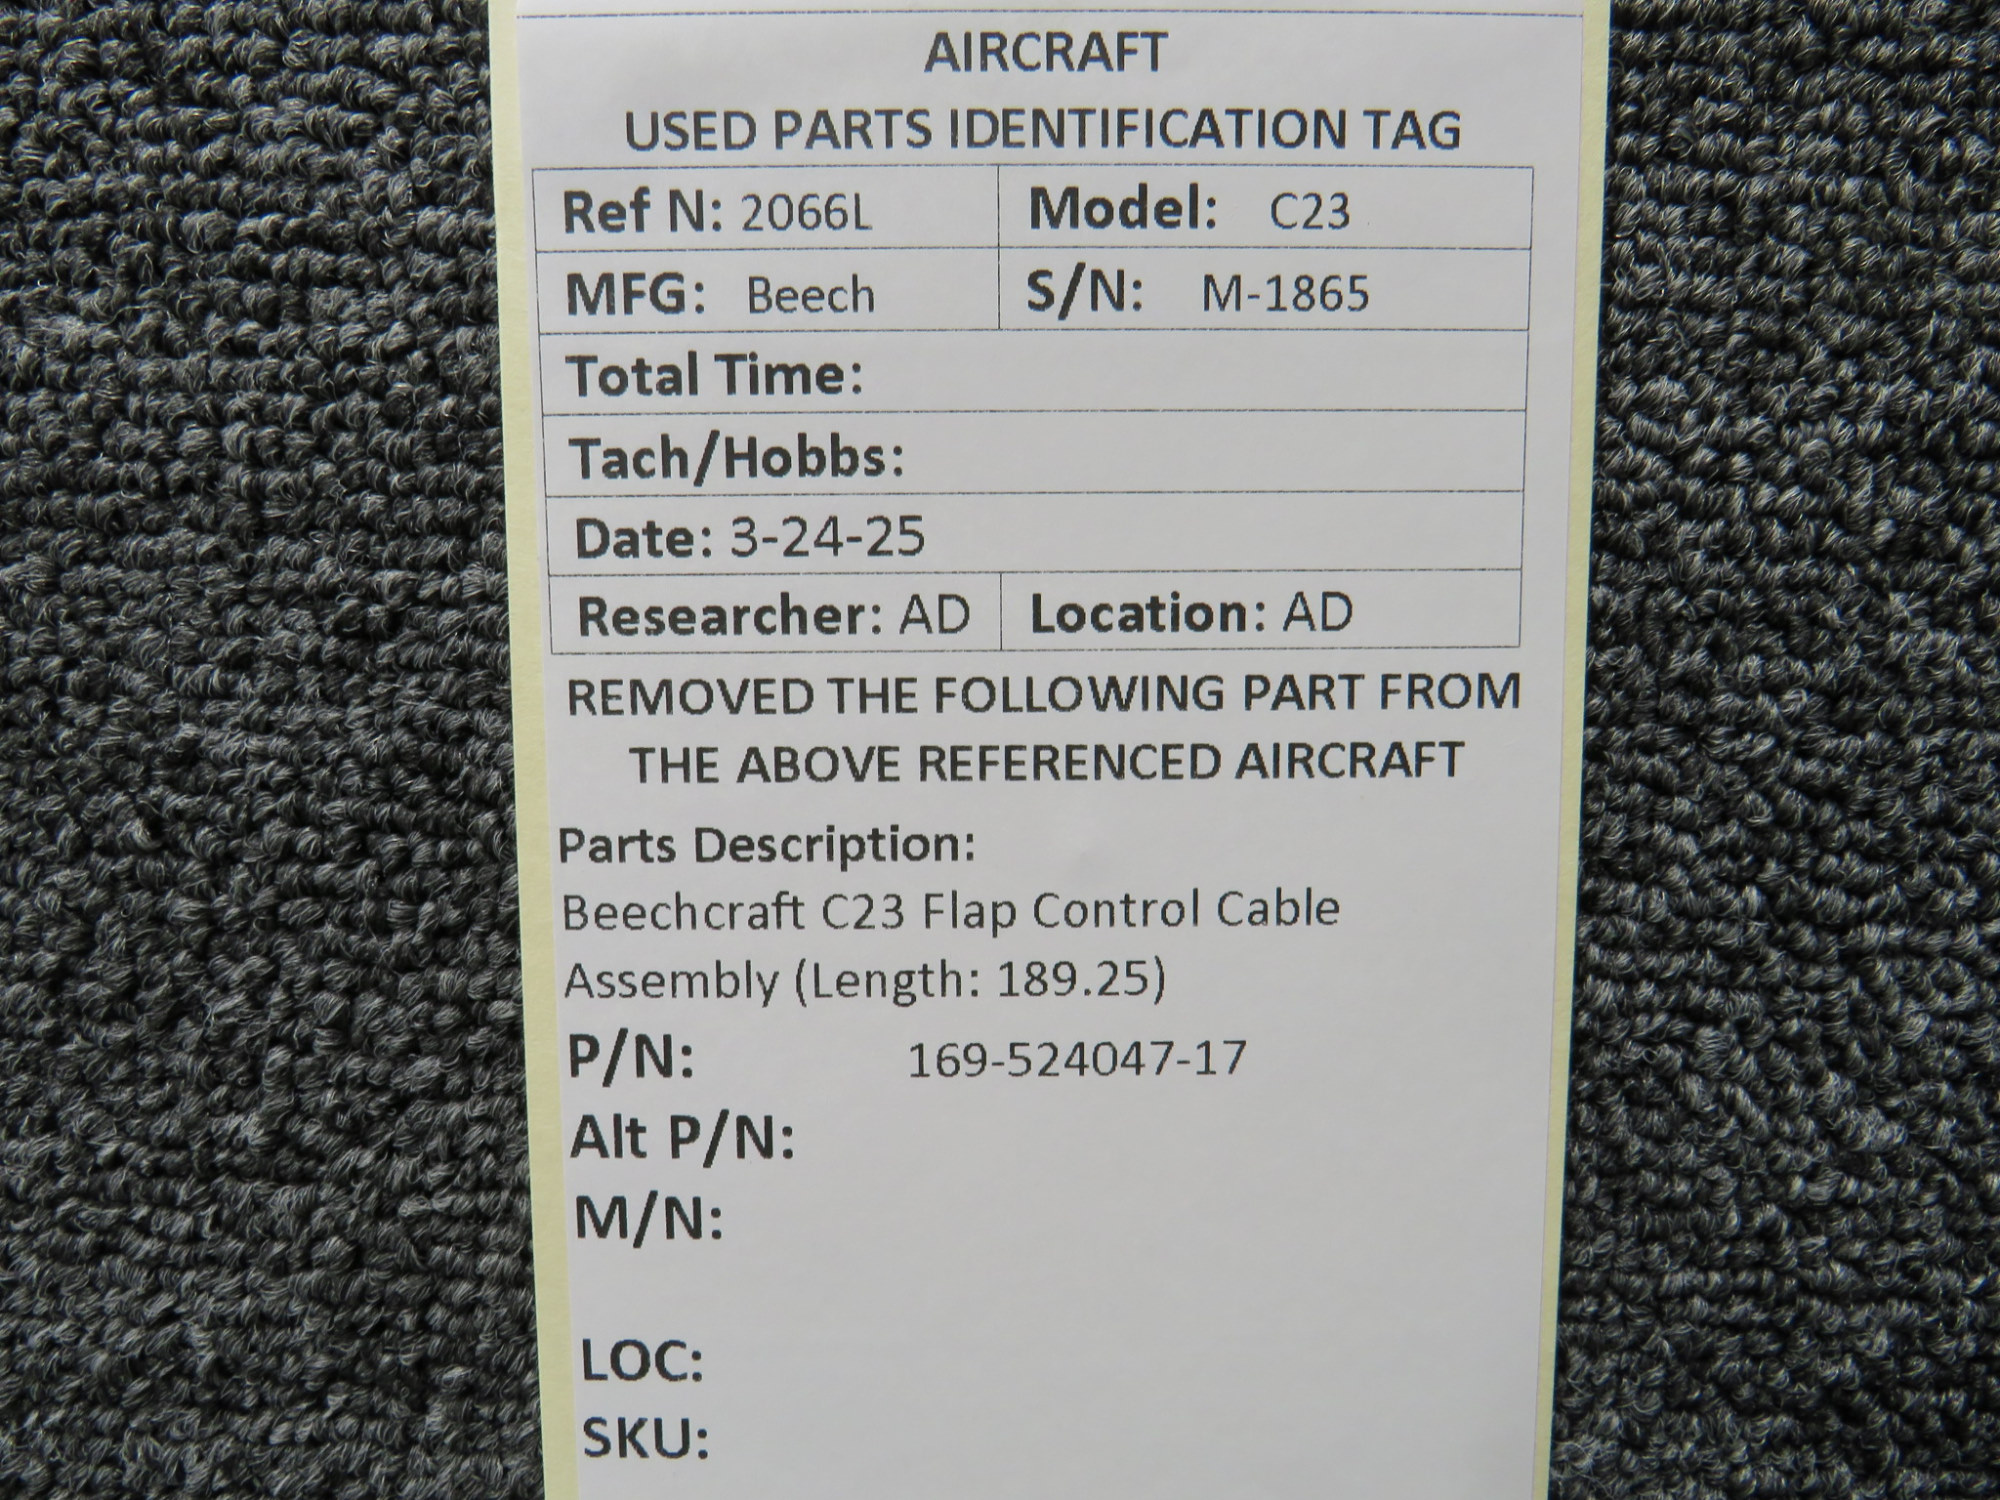 AIRCRAFT
USED PARTS IDENTIFICATION TAG
Ref N: 2066L Model: C23
MFG: Beech S/N: M-1865
Total Time:
Tach/Hobbs:
Date: 3-24-25
Researcher: AD Location: AD
REMOVED THE FOLLOWING PART FROM
THE ABOVE REFERENCED AIRCRAFT
Parts Description:
Beechcraft C23 Flap Control Cable
Assembly (Length: 189.25)
P/N: 169-524047-17
Alt P/N:
M/N:
LOC:
SKU: